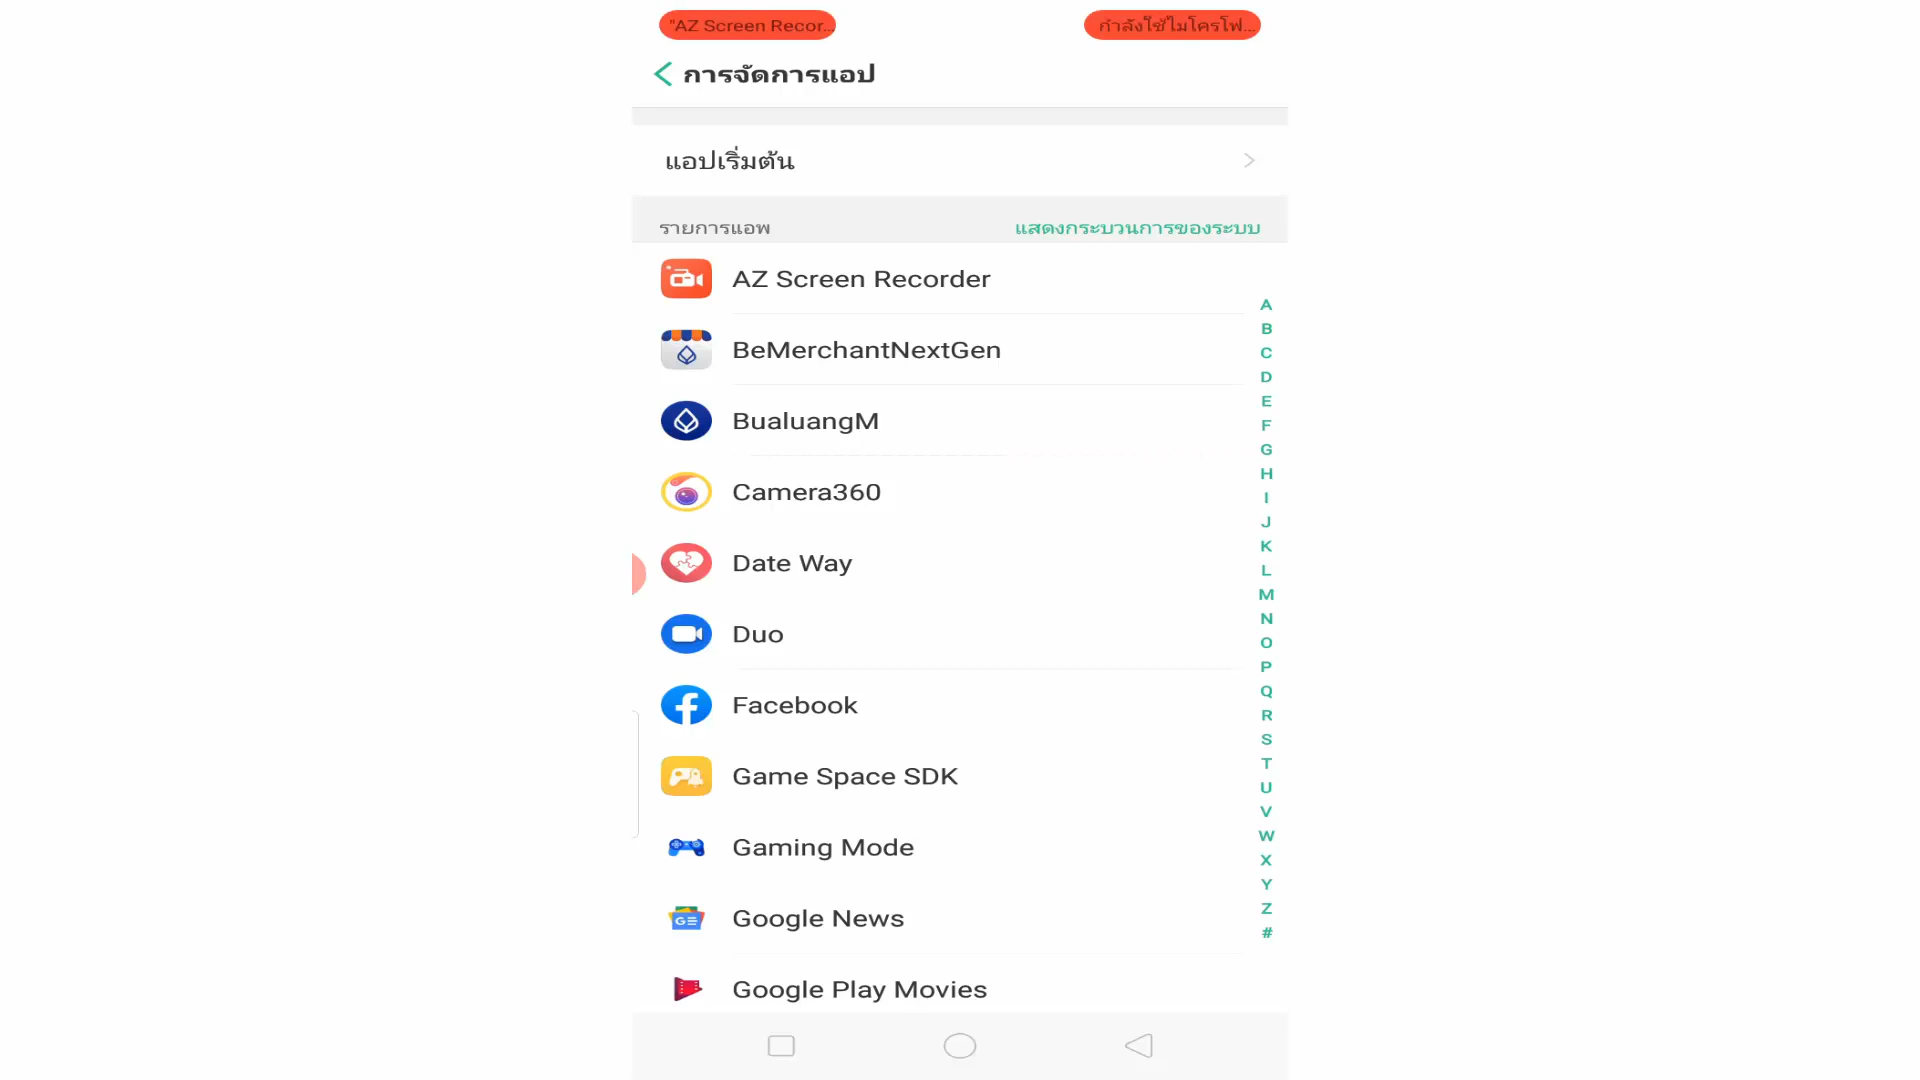 "AZ Screen Recor... กำลังใช้ไมโครโฟ...
การจัดการแอป
แอปเริ่มต้น
รายการแอพ แสดงกระบวนการของระบบ
AZ Screen Recorder
BeMerchantNextGen
BualuangM
Camera360
Date Way
Duo
Facebook
Game Space SDK
Gaming Mode
Google News
Google Play Movies
A
B
C
D
E
F
G
H
I
J
K
L
M
N
O
P
Q
R
S
T
U
V
W
X
Y
Z
#